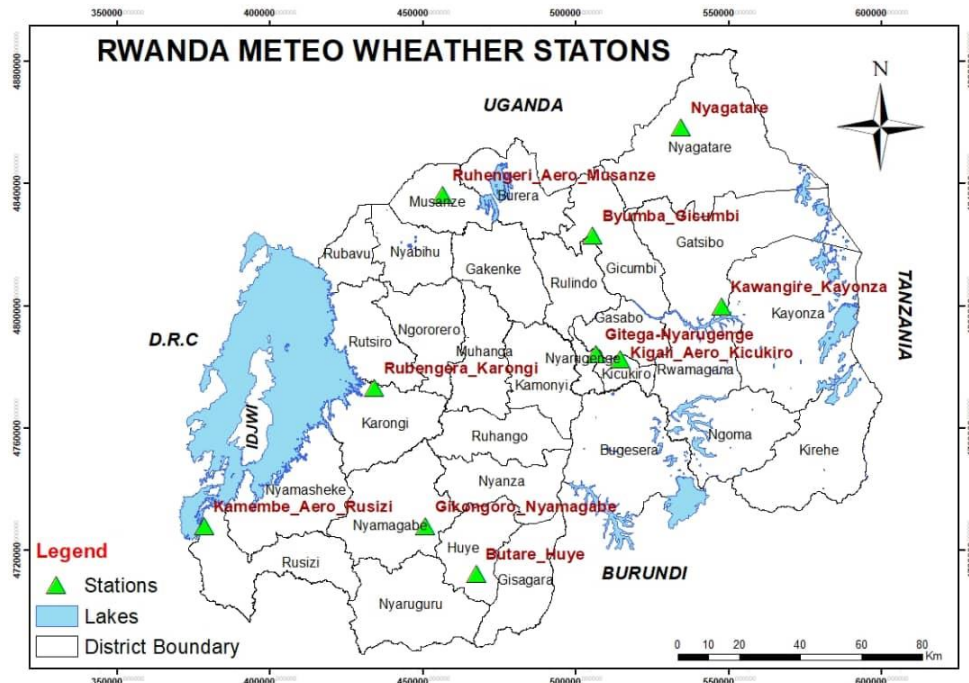 350000 400000 450000 500000 550000 600000
RWANDA METEO WHEATHER STATONS
N
UGANDA
Nyagatare
Nyagatare
Ruhengeri_Aero_Musanze
Musanze
Burera
Byumba_Gicumbi
Gatsibo
Rubavu
Nyabihu
Gakenke
Rulindo
Gicumbi
Kawangire_Kayonza
Kayonza
TANZANIA
D.R.C
Rutsiro
Ngororero
Gasabo
Gitega-Nyarugenge
Muhanga
Nyarugenge
Kigali_Aero_Kicukiro
Kicukiro
Rwamagana
Rubengera_Karongi
Kamonyi
IDJWI
Karongi
Ruhango
Bugesera
Ngoma
Kirehe
Nyamasheke
Nyanza
Kamembe_Aero_Rusizi
Gikongoro_Nyamagabe
Nyamagabe
Huye
Butare_Huye
Gisagara
BURUNDI
Rusizi
Nyaruguru
Legend
Stations
Lakes
District Boundary
0 10 20 40 60 80
Km
4880000
4840000
4800000
4760000
4720000
350000 400000 450000 500000 550000 600000